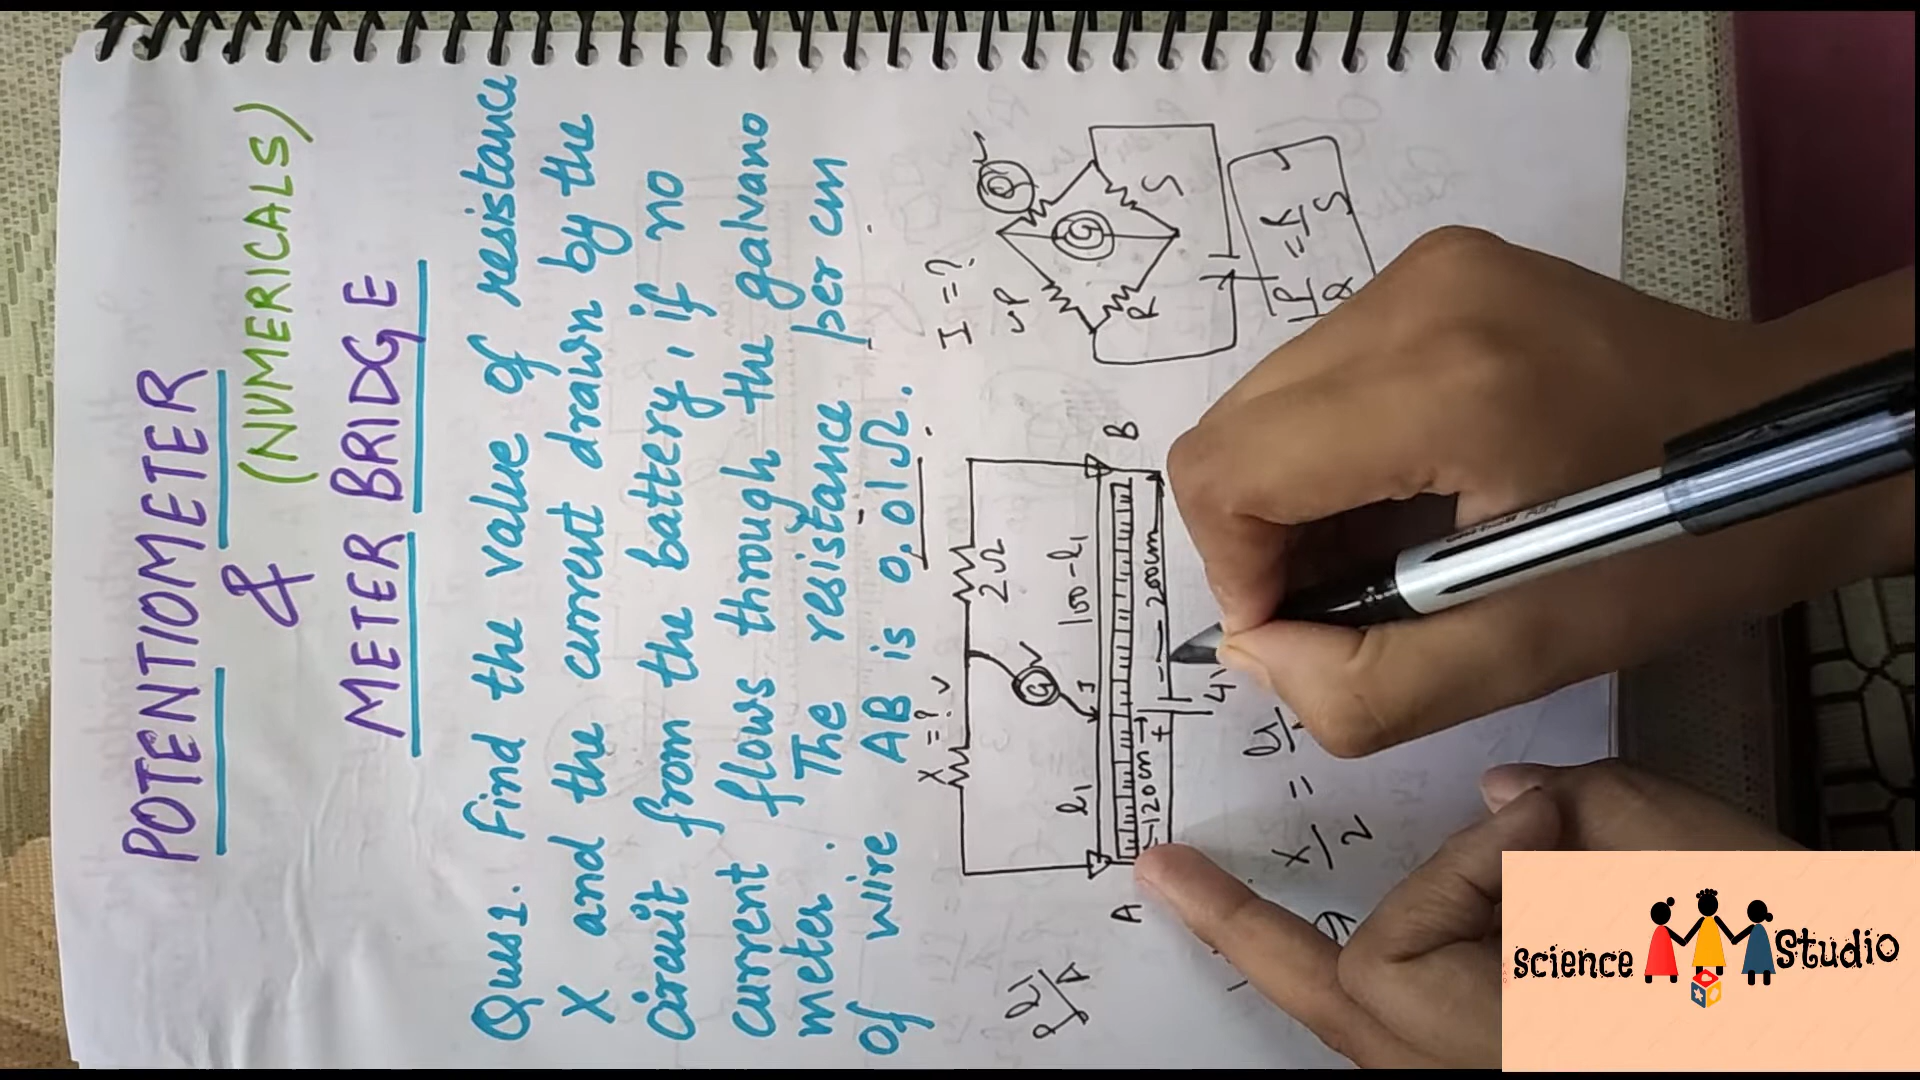 POTENTIOMETER
&
(NUMERICALS)
METER BRIDGE
Ques1. Find the value of resistance
X and the current drawn by the
circuit from the battery, if no
current flows through the galvano
meter. The resistance per cm
of wire AB is 0.01Ω.
I = ?
X = ?
2Ω
G
l₁
100-l₁
J
A
B
120cm
200cm
+
4V
P
Q
G
R
S
P/Q = R/S
ρl₁/A
X/2 =
Science Studio